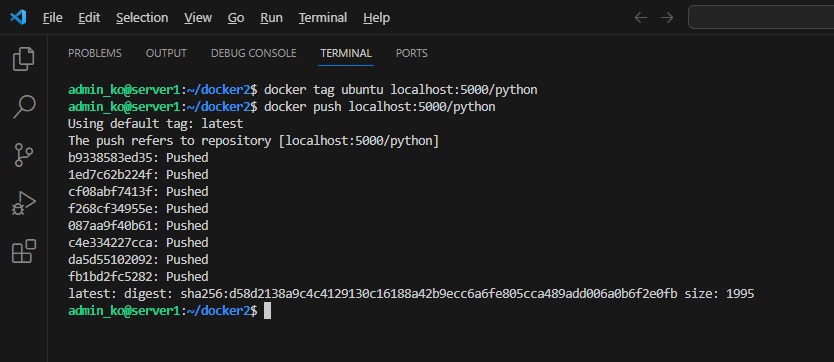 File Edit Selection View Go Run Terminal Help
PROBLEMS OUTPUT DEBUG CONSOLE TERMINAL PORTS
admin_ko@server1:~/docker2$ docker tag ubuntu localhost:5000/python
admin_ko@server1:~/docker2$ docker push localhost:5000/python
Using default tag: latest
The push refers to repository [localhost:5000/python]
b9338583ed35: Pushed
1ed7c62b224f: Pushed
cf08abf7413f: Pushed
f268cf34955e: Pushed
087aa9f40b61: Pushed
c4e334227cca: Pushed
da5d55102092: Pushed
fb1bd2fc5282: Pushed
latest: digest: sha256:d58d2138a9c4c4129130c16188a42b9ecc6a6fe805cca489add006a0b6f2e0fb size: 1995
admin_ko@server1:~/docker2$